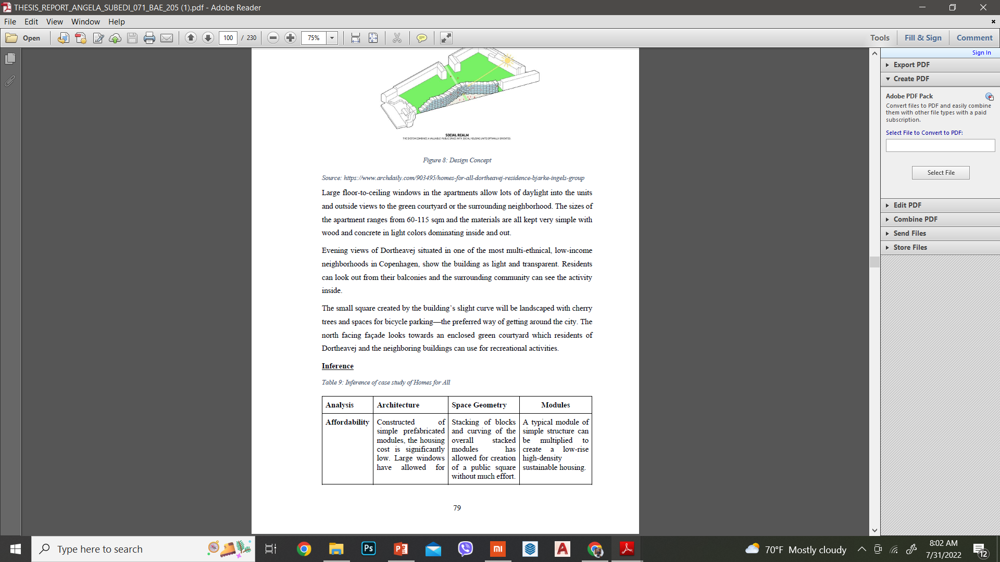 THESIS_REPORT_ANGELA_SUBEDI_071_BAE_205 (1).pdf - Adobe Reader
File Edit View Window Help
Open 100 / 230 75% Tools Fill & Sign Comment
Sign In
Export PDF
Create PDF
Adobe PDF Pack
Convert files to PDF and easily combine
them with other file types with a paid
subscription.
Select File to Convert to PDF:
Select File
Edit PDF
Combine PDF
Send Files
Store Files
SOCIAL REALM
THE SYSTEM COMBINES A VALUABLE PUBLIC SPACE WITH SOCIAL HOUSING UNITS OPTIMALLY ORIENTED.
Figure 8: Design Concept
Source: https://www.archdaily.com/903495/homes-for-all-dortheavej-residence-bjarke-ingels-group
Large floor-to-ceiling windows in the apartments allow lots of daylight into the units
and outside views to the green courtyard or the surrounding neighborhood. The sizes of
the apartment ranges from 60-115 sqm and the materials are all kept very simple with
wood and concrete in light colors dominating inside and out.
Evening views of Dortheavej situated in one of the most multi-ethnical, low-income
neighborhoods in Copenhagen, show the building as light and transparent. Residents
can look out from their balconies and the surrounding community can see the activity
inside.
The small square created by the building’s slight curve will be landscaped with cherry
trees and spaces for bicycle parking—the preferred way of getting around the city. The
north facing façade looks towards an enclosed green courtyard which residents of
Dortheavej and the neighboring buildings can use for recreational activities.
Inference
Table 9: Inference of case study of Homes for All
Analysis Architecture Space Geometry Modules
Affordability
Constructed of
simple prefabricated
modules, the housing
cost is significantly
low. Large windows
have allowed for
Stacking of blocks
and curving of the
overall stacked
modules has
allowed for creation
of a public square
without much effort.
A typical module of
simple structure can
be multiplied to
create a low-rise
high-density
sustainable housing.
79
Type here to search
Ps
mi
70°F Mostly cloudy
8:02 AM
7/31/2022
12